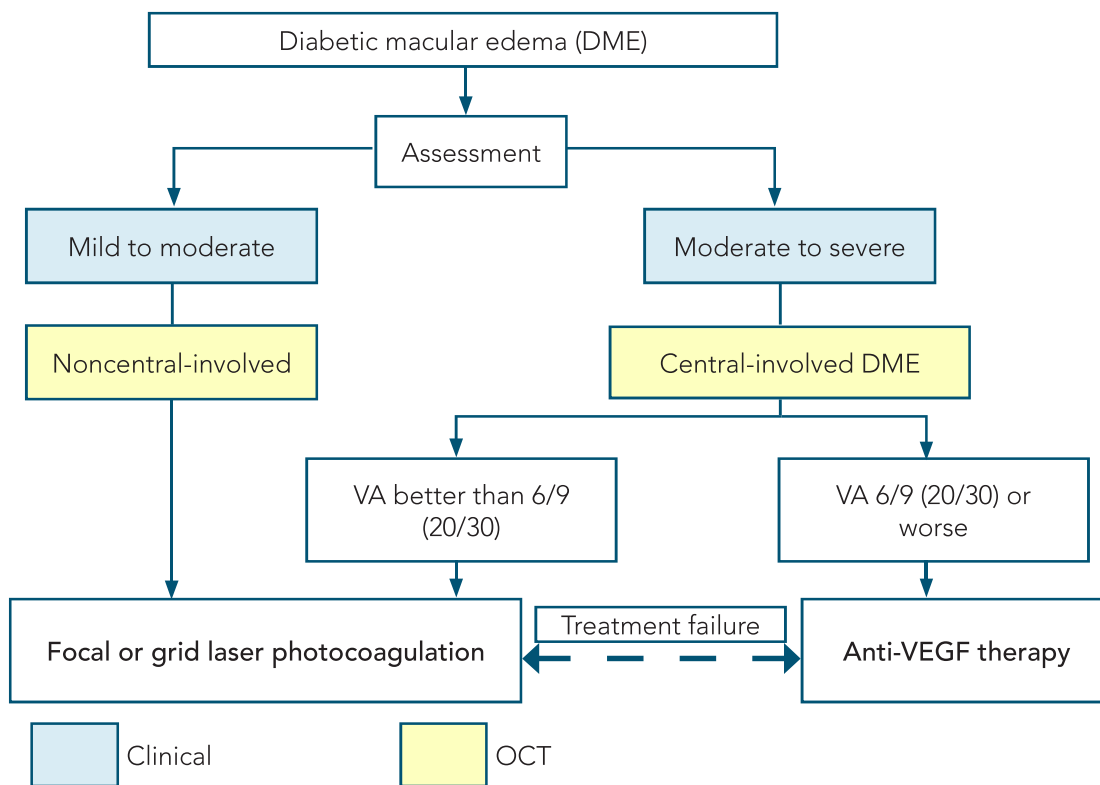 Diabetic macular edema (DME)
Assessment
Mild to moderate
Moderate to severe
Noncentral-involved
Central-involved DME
VA better than 6/9
(20/30)
VA 6/9 (20/30) or
worse
Focal or grid laser photocoagulation
Treatment failure
Anti-VEGF therapy
Clinical
OCT